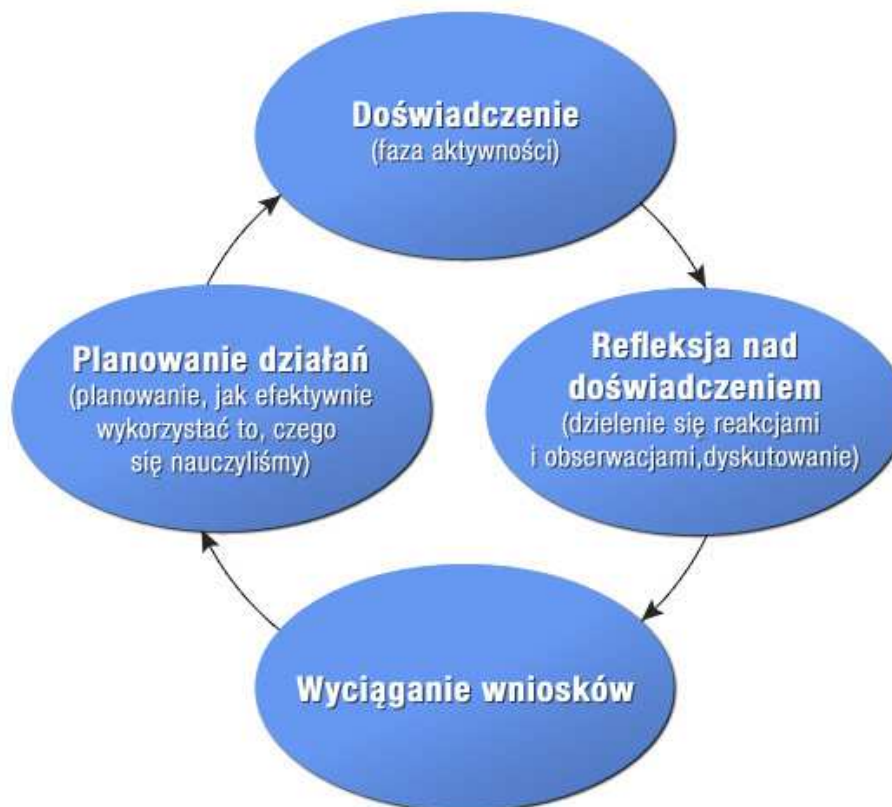 Doświadczenie
(faza aktywności)
Refleksja nad
doświadczeniem
(dzielenie się reakcjami
i obserwacjami,dyskutowanie)
Wyciąganie wniosków
Planowanie działań
(planowanie, jak efektywnie
wykorzystać to, czego
się nauczyliśmy)